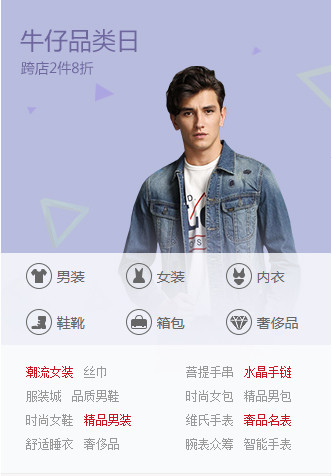 牛仔品类日
跨店2件8折
男装 女装 内衣
鞋靴 箱包 奢侈品
潮流女装 丝巾 菩提手串 水晶手链
服装城 品质男鞋 时尚女包 精品男包
时尚女鞋 精品男装 维氏手表 奢品名表
舒适睡衣 奢侈品 腕表众筹 智能手表